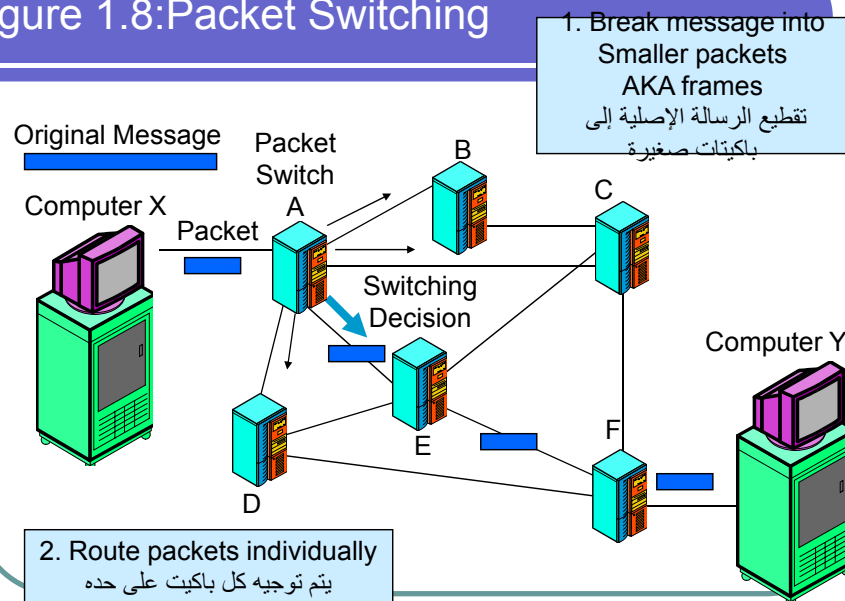 gure 1.8:Packet Switching
1. Break message into
Smaller packets
AKA frames
تقطيع الرسالة الإصلية إلى
باكيتات صغيرة
Original Message
Packet
Switch
A
B
C
Computer X
Packet
Switching
Decision
Computer Y
E
F
D
2. Route packets individually
يتم توجيه كل باكيت على حده